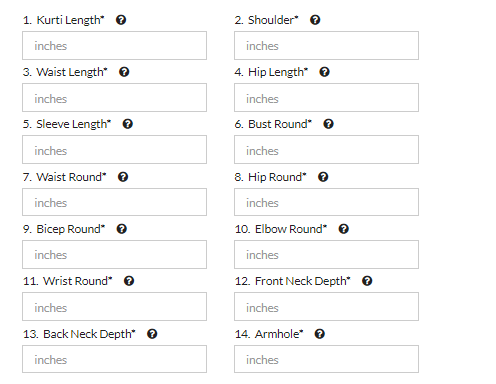 1. Kurti Length*
2. Shoulder*
inches
inches
3. Waist Length*
4. Hip Length*
inches
inches
5. Sleeve Length*
6. Bust Round*
inches
inches
7. Waist Round*
8. Hip Round*
inches
inches
9. Bicep Round*
10. Elbow Round*
inches
inches
11. Wrist Round*
12. Front Neck Depth*
inches
inches
13. Back Neck Depth*
14. Armhole*
inches
inches